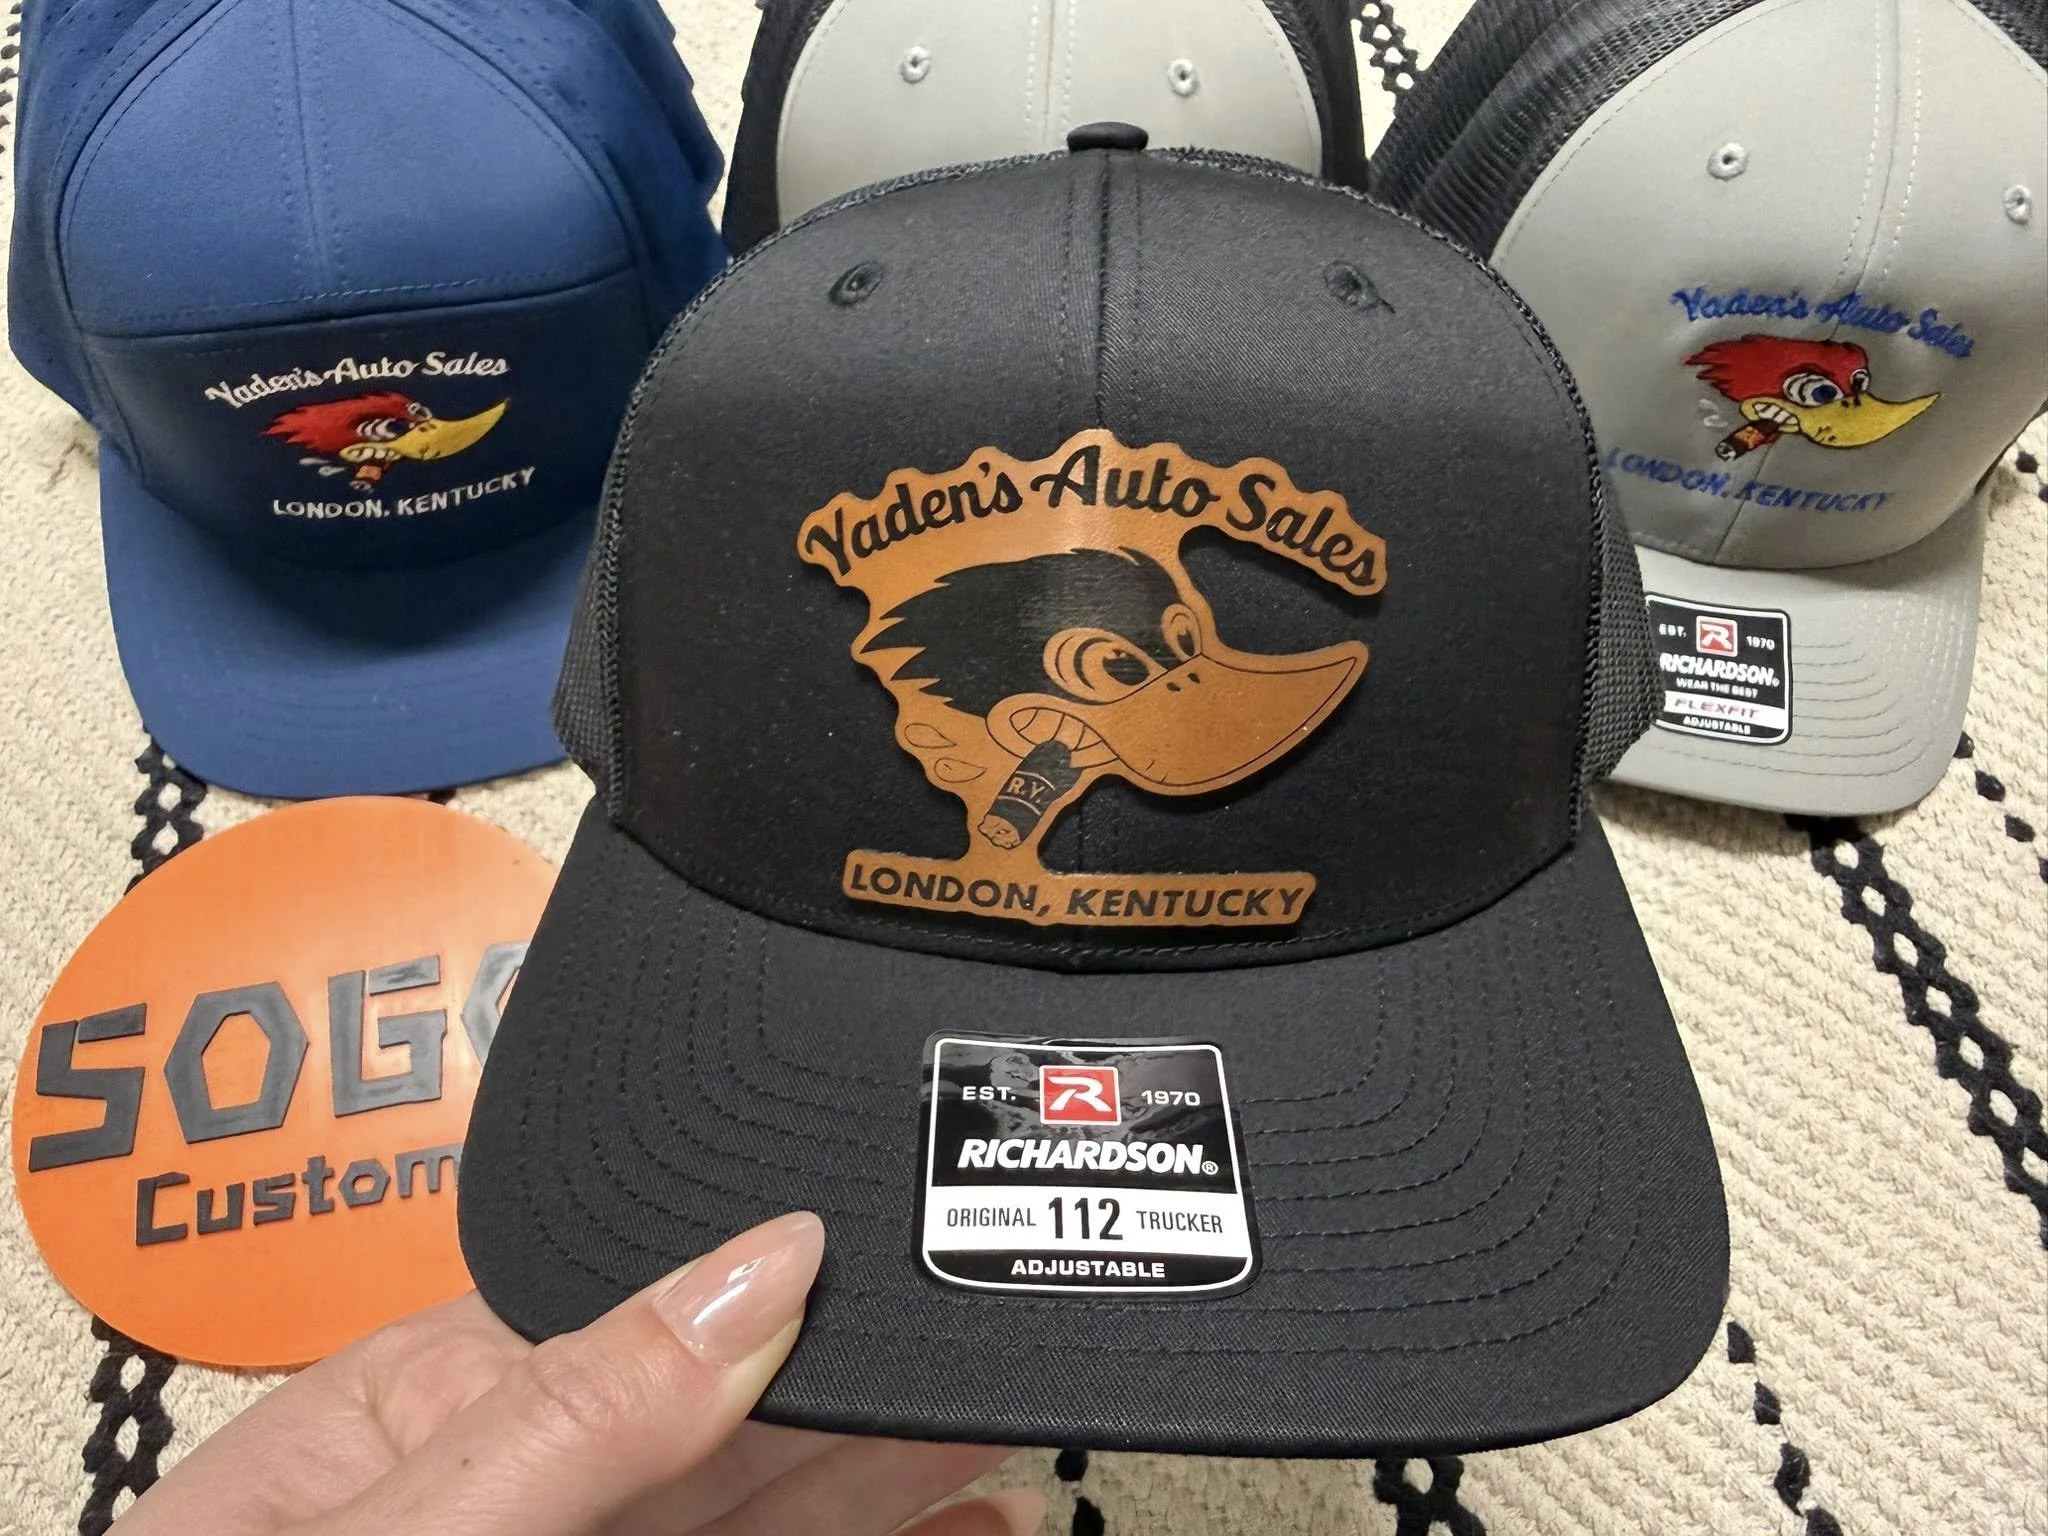 Yaden's Auto Sales
LONDON, KENTUCKY
Yaden's Auto Sales
R.Y.
LONDON, KENTUCKY
Yaden's Auto Sales
LONDON, KENTUCKY
EST. R 1970
RICHARDSON®
WEAR THE BEST
FLEXFIT
ADJUSTABLE
SOGO
Custom
EST. R 1970
RICHARDSON®
ORIGINAL 112 TRUCKER
ADJUSTABLE